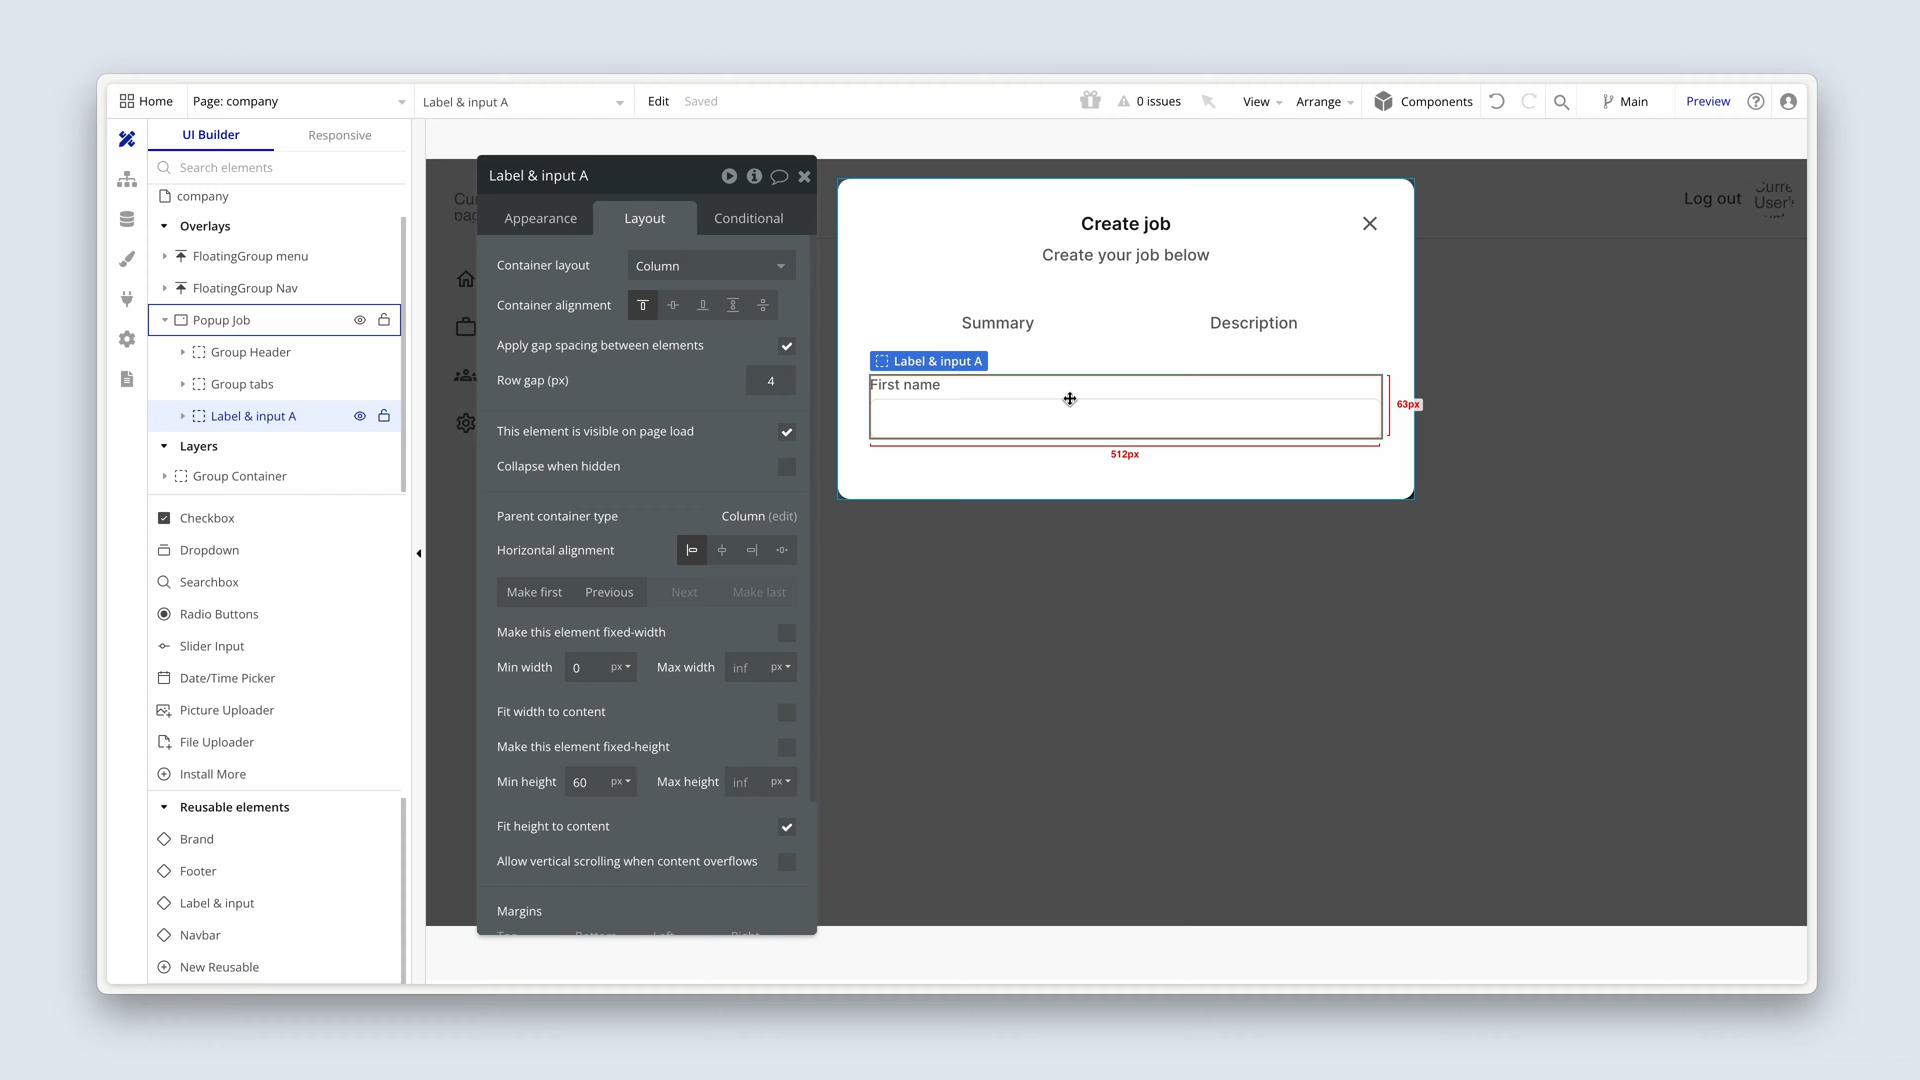 Home
Page: company
Label & input A
Edit
Saved
0 issues
View
Arrange
Components
Main
Preview
UI Builder
Responsive
Search elements
company
Overlays
FloatingGroup menu
FloatingGroup Nav
Popup Job
Group Header
Group tabs
Label & input A
Layers
Group Container
Checkbox
Dropdown
Searchbox
Radio Buttons
Slider Input
Date/Time Picker
Picture Uploader
File Uploader
Install More
Reusable elements
Brand
Footer
Label & input
Navbar
New Reusable
Label & input A
Appearance
Layout
Conditional
Container layout
Column
Container alignment
Apply gap spacing between elements
Row gap (px)
4
This element is visible on page load
Collapse when hidden
Parent container type
Column (edit)
Horizontal alignment
Make first
Previous
Next
Make last
Make this element fixed-width
Min width
0
px
Max width
inf
px
Fit width to content
Make this element fixed-height
Min height
60
px
Max height
inf
px
Fit height to content
Allow vertical scrolling when content overflows
Margins
Create job
Create your job below
Summary
Description
Label & input A
First name
63px
512px
Log out
User's